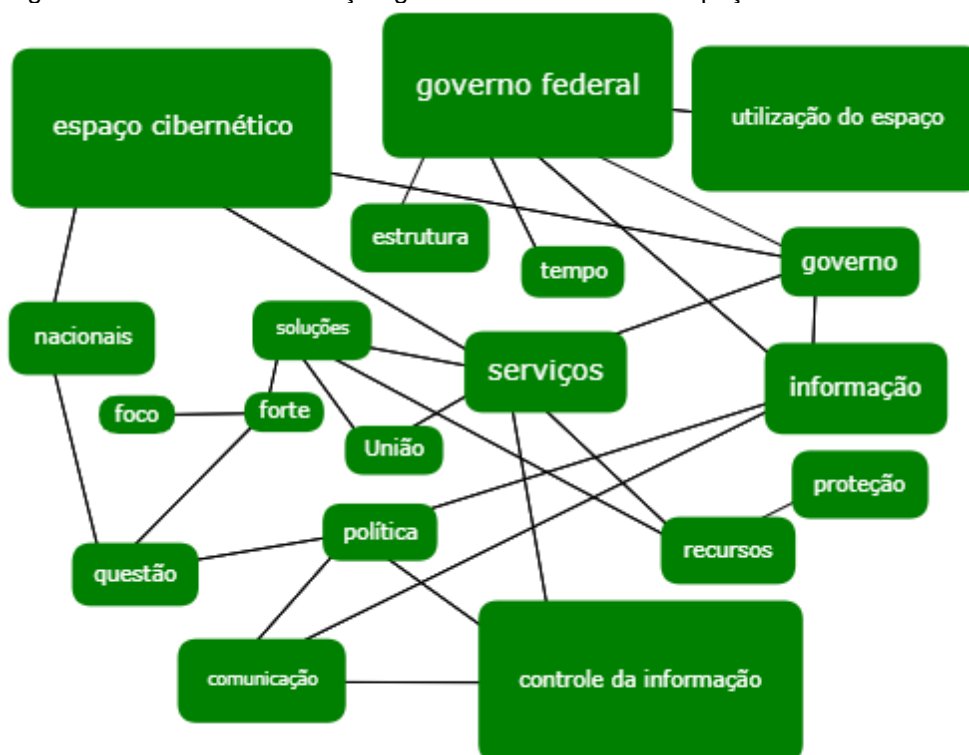 governo federal
utilização do espaço
espaço cibernético
estrutura
governo
tempo
soluções
nacionais
serviços
informação
foco
forte
União
proteção
política
recursos
questão
comunicação
controle da informação